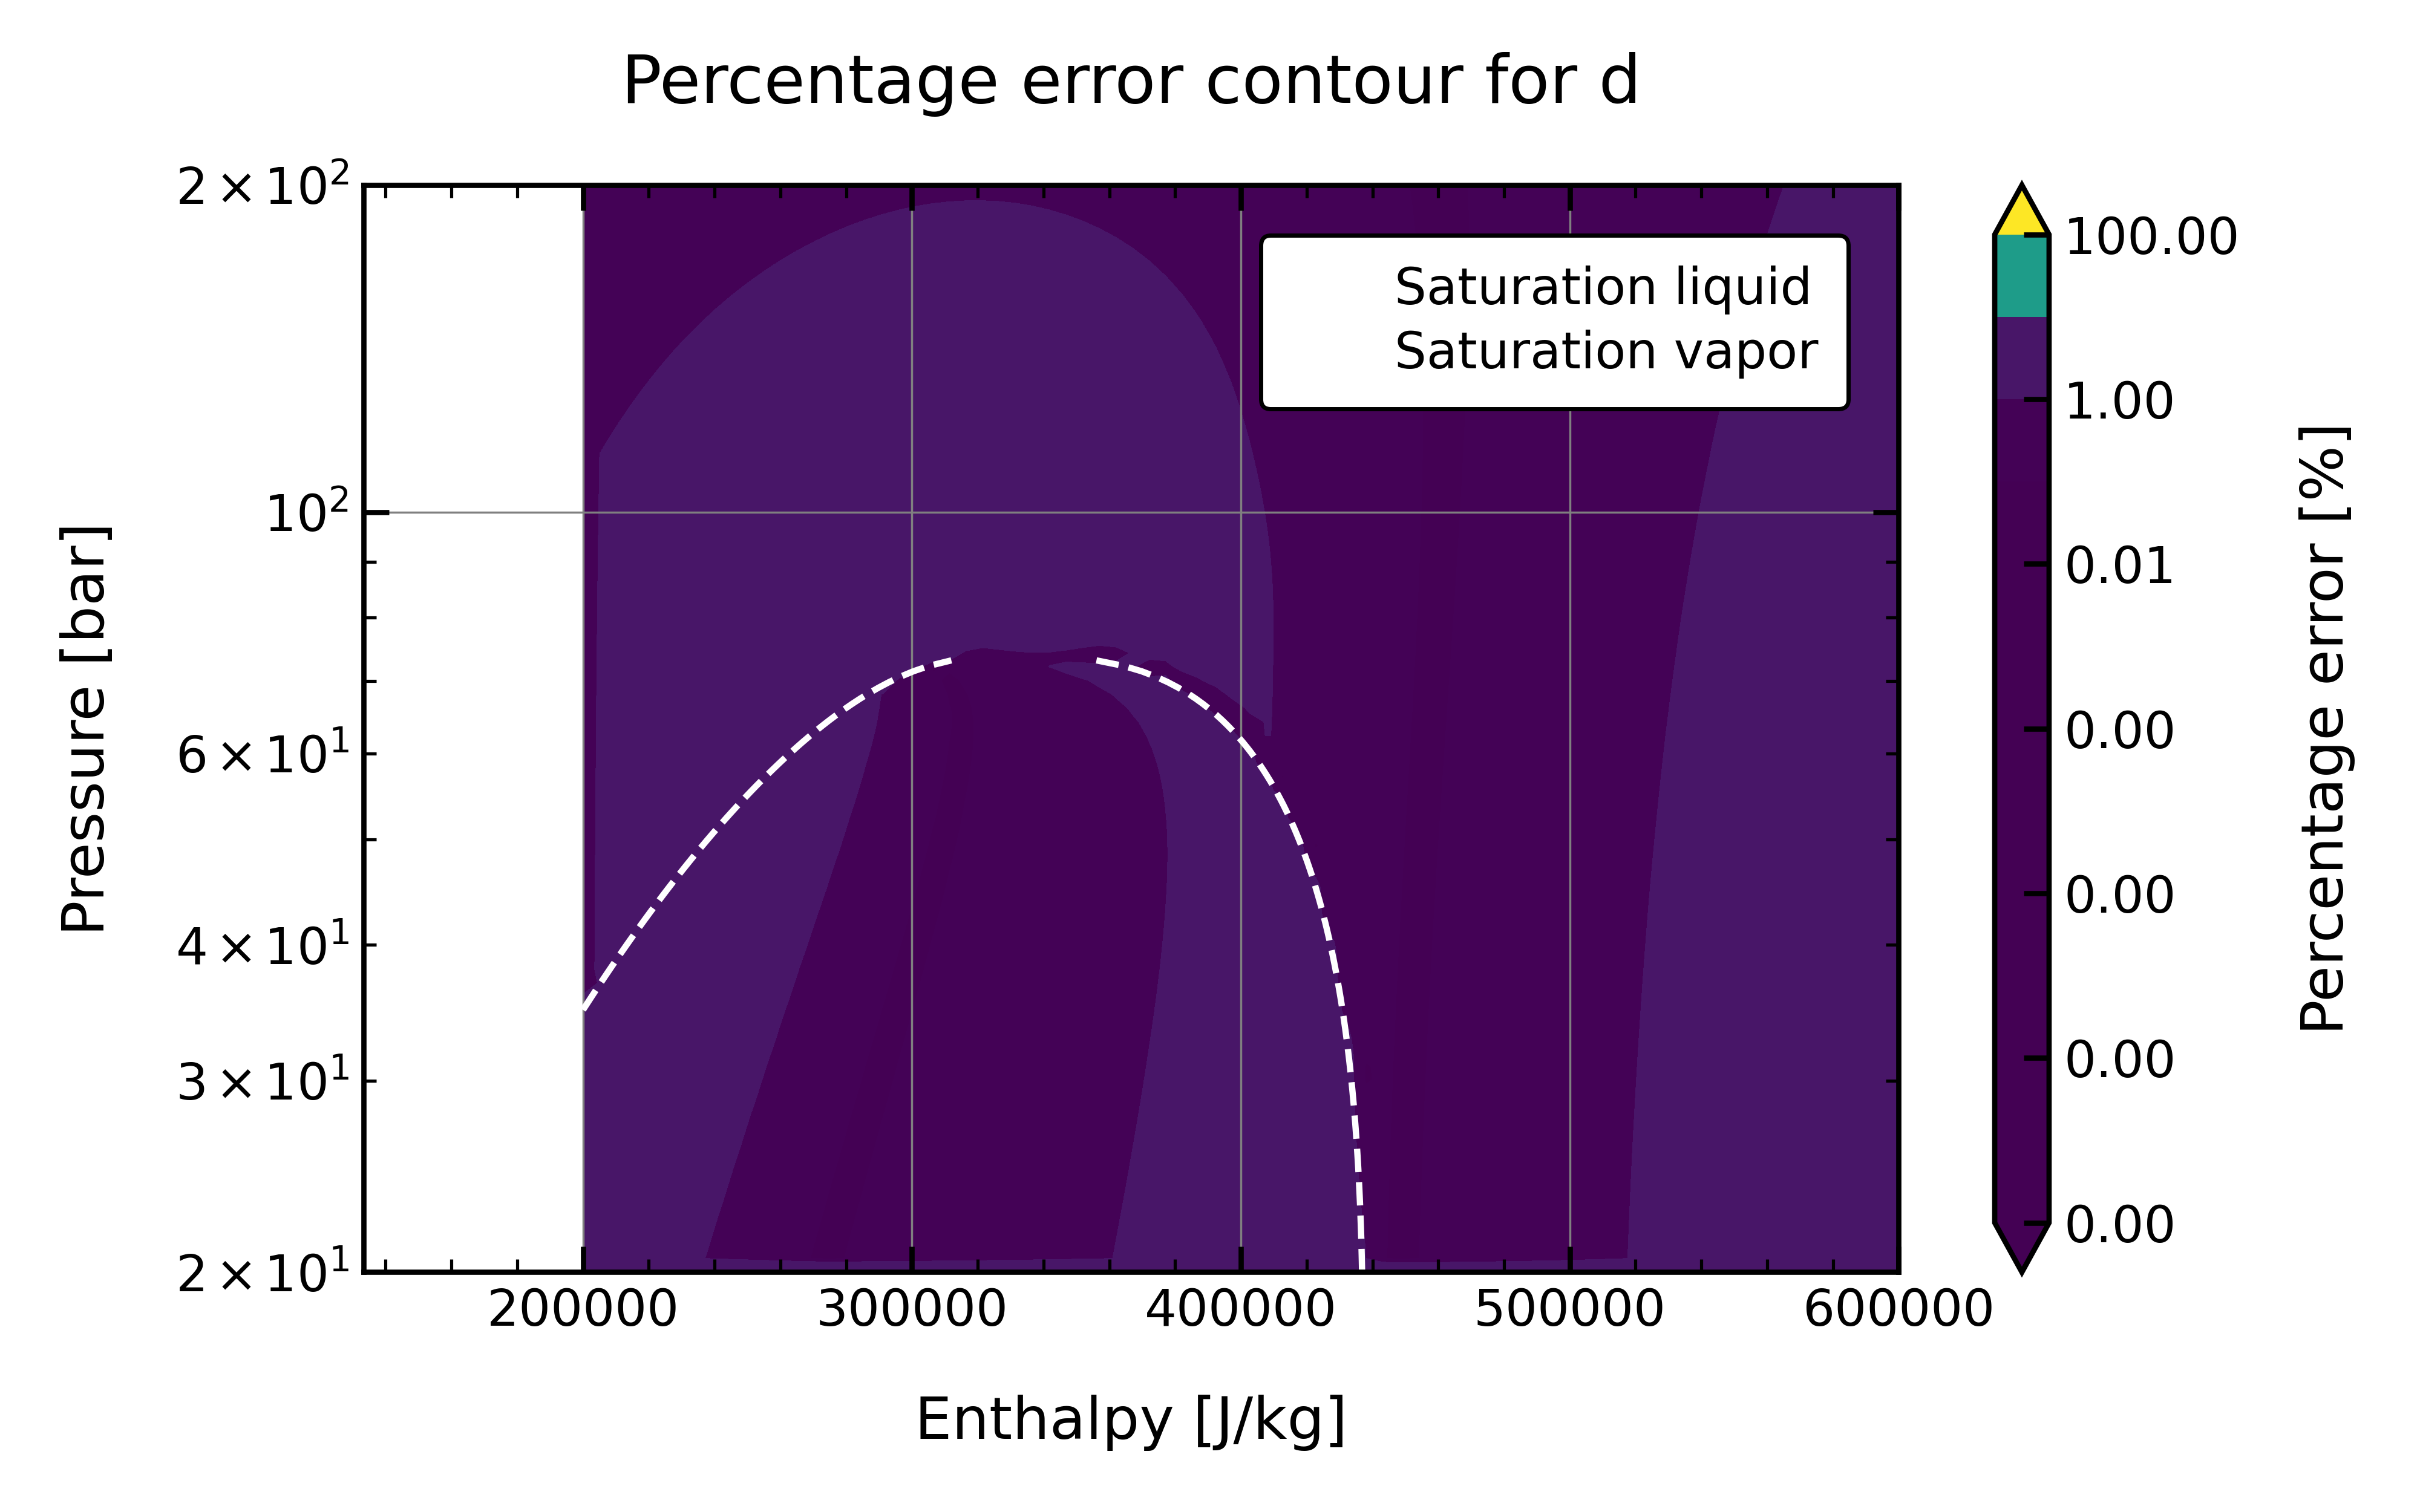 Percentage error contour for d
Pressure [bar]
2×10²
10²
6×10¹
4×10¹
3×10¹
2×10¹
Saturation liquid
Saturation vapor
200000 300000 400000 500000 600000
Enthalpy [J/kg]
100.00
1.00
0.01
0.00
0.00
0.00
0.00
Percentage error [%]